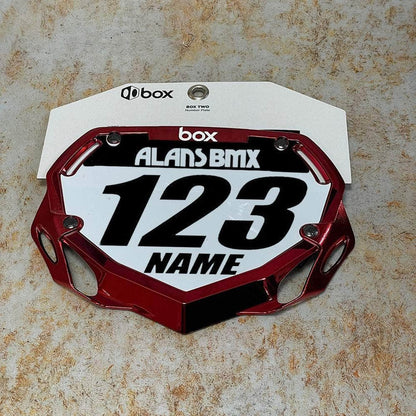 box
BOX TWO
Number Plate
box
ALANS BMX
123
NAME